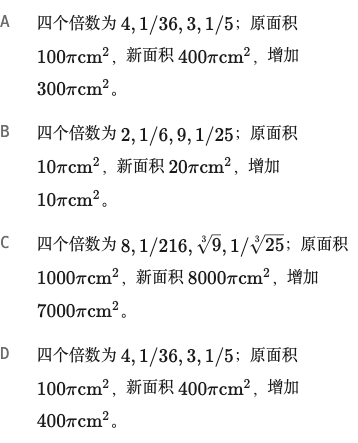 A 四个倍数为 4, 1/36, 3, 1/5；原面积
100πcm²，新面积 400πcm²，增加
300πcm²。
B 四个倍数为 2, 1/6, 9, 1/25；原面积
10πcm²，新面积 20πcm²，增加
10πcm²。
C 四个倍数为 8, 1/216, ∛9, 1/∛25；原面积
1000πcm²，新面积 8000πcm²，增加
7000πcm²。
D 四个倍数为 4, 1/36, 3, 1/5；原面积
100πcm²，新面积 400πcm²，增加
400πcm²。